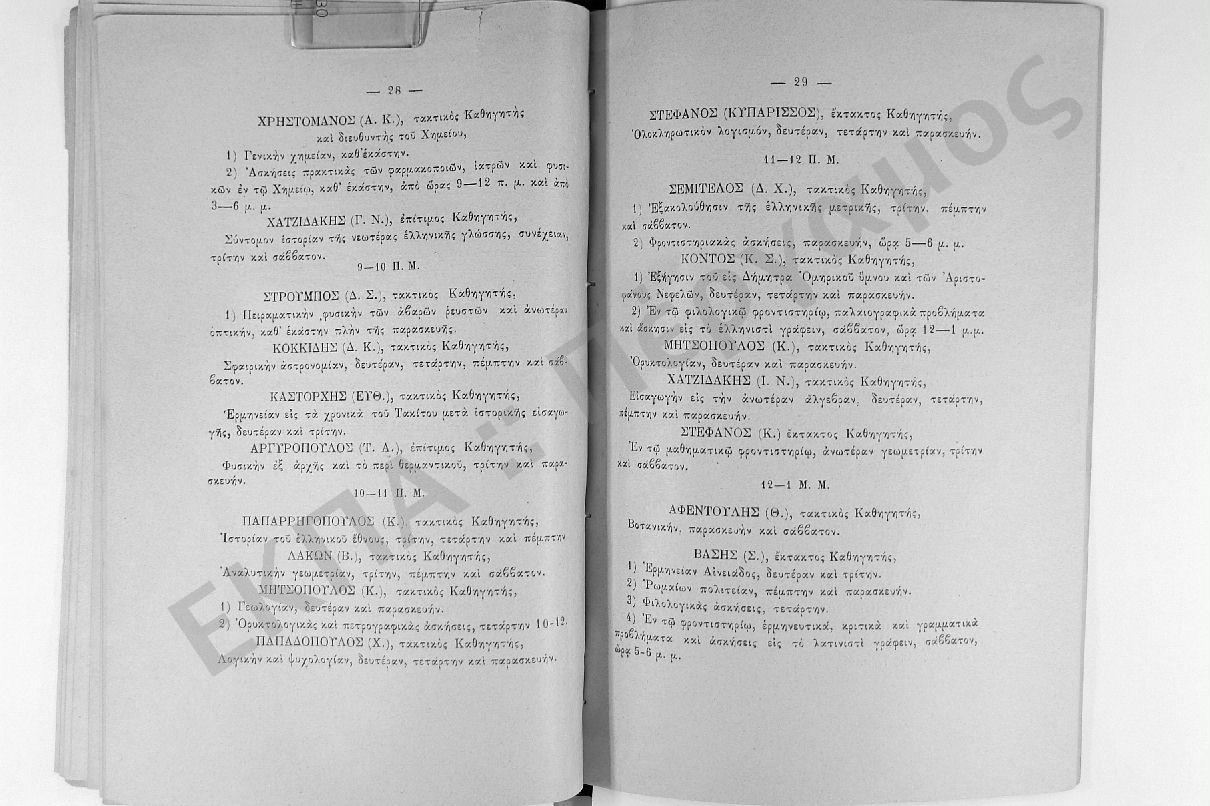 — 28 —
ΧΡΗΣΤΟΜΑΝΟΣ (Α. Κ.), τακτικὸς Καθηγητὴς
καὶ διευθυντὴς τοῦ Χημείου,
1) Γενικὴν χημείαν, καθ' ἑκάστην.
2) Ἀσκήσεις πρακτικὰς τῶν φαρμακοποιῶν, ἰατρῶν καὶ φυσι-
κῶν ἐν τῷ Χημείῳ, καθ' ἑκάστην, ἀπὸ ὥρας 9—12 π. μ. καὶ ἀπὸ
3—6 μ. μ.
ΧΑΤΖΙΔΑΚΗΣ (Γ. Ν.), ἐπίτιμος Καθηγητής,
Σύντομον ἱστορίαν τῆς νεωτέρας ἑλληνικῆς γλώσσης, συνέχειαν,
τρίτην καὶ σάββατον.
9—10 Π. Μ.
ΣΤΡΟΥΜΠΟΣ (Δ. Σ.), τακτικὸς Καθηγητής,
1) Πειραματικὴν φυσικὴν τῶν ἀβαρῶν ῥευστῶν καὶ ἀνωτέραν
ὀπτικήν, καθ' ἑκάστην πλὴν τῆς παρασκευῆς.
ΚΟΚΚΙΔΗΣ (Δ. Κ.), τακτικὸς Καθηγητής,
Σφαιρικὴν ἀστρονομίαν, δευτέραν, τετάρτην, πέμπτην καὶ σάβ-
βατον.
ΚΑΣΤΟΡΧΗΣ (ΕΥΘ.), τακτικὸς Καθηγητής,
Ἑρμηνείαν εἰς τὰ χρονικὰ τοῦ Τακίτου μετὰ ἱστορικῆς εἰσαγω-
γῆς, δευτέραν καὶ τρίτην.
ΑΡΓΥΡΟΠΟΥΛΟΣ (Τ. Α.), ἐπίτιμος Καθηγητής,
Φυσικὴν ἐξ ἀρχῆς καὶ τὸ περὶ θερμαντικοῦ, τρίτην καὶ παρα-
σκευήν.
10—11 Π. Μ.
ΠΑΠΑΡΡΗΓΟΠΟΥΛΟΣ (Κ.), τακτικὸς Καθηγητής,
Ἱστορίαν τοῦ ἑλληνικοῦ ἔθνους, τρίτην, τετάρτην καὶ πέμπτην
ΛΑΚΩΝ (Β.), τακτικὸς Καθηγητής,
Ἀναλυτικὴν γεωμετρίαν, τρίτην, πέμπτην καὶ σάββατον.
ΜΗΤΣΟΠΟΥΛΟΣ (Κ.), τακτικὸς Καθηγητής,
1) Γεωλογίαν, δευτέραν καὶ παρασκευήν.
2) Ὀρυκτολογικὰς καὶ πετρογραφικὰς ἀσκήσεις, τετάρτην 10-12.
ΠΑΠΑΔΟΠΟΥΛΟΣ (Χ.), τακτικὸς Καθηγητής,
Λογικὴν καὶ ψυχολογίαν, δευτέραν, τετάρτην καὶ παρασκευήν.
— 29 —
ΣΤΕΦΑΝΟΣ (ΚΥΠΑΡΙΣΣΟΣ), ἔκτακτος Καθηγητής,
Ὁλοκληρωτικὸν λογισμόν, δευτέραν, τετάρτην καὶ παρασκευήν.
11—12 Π. Μ.
ΣΕΜΙΤΕΛΟΣ (Δ. Χ.), τακτικὸς Καθηγητής,
1) Ἐξακολούθησιν τῆς ἑλληνικῆς μετρικῆς, τρίτην, πέμπτην
καὶ σάββατον.
2) Φροντιστηριακὰς ἀσκήσεις, παρασκευήν, ὥρᾳ 5—6 μ. μ.
ΚΟΝΤΟΣ (Κ. Σ.), τακτικὸς Καθηγητής,
1) Ἐξήγησιν τοῦ εἰς Δήμητρα Ὁμηρικοῦ ὕμνου καὶ τῶν Ἀριστο-
φάνους Νεφελῶν, δευτέραν, τετάρτην καὶ παρασκευήν.
2) Ἐν τῷ φιλολογικῷ φροντιστηρίῳ, παλαιογραφικὰ προβλήματα
καὶ ἄσκησιν εἰς τὸ ἑλληνιστὶ γράφειν, σάββατον, ὥρᾳ 12—1 μ.μ.
ΜΗΤΣΟΠΟΥΛΟΣ (Κ.), τακτικὸς Καθηγητής,
Ὀρυκτολογίαν, δευτέραν καὶ παρασκευήν.
ΧΑΤΖΙΔΑΚΗΣ (Ι. Ν.), τακτικὸς Καθηγητής,
Εἰσαγωγὴν εἰς τὴν ἀνωτέραν ἄλγεβραν, δευτέραν, τετάρτην,
πέμπτην καὶ παρασκευήν.
ΣΤΕΦΑΝΟΣ (Κ.) ἔκτακτος Καθηγητής,
Ἐν τῷ μαθηματικῷ φροντιστηρίῳ, ἀνωτέραν γεωμετρίαν, τρίτην
καὶ σάββατον.
12—1 Μ. Μ.
ΑΦΕΝΤΟΥΛΗΣ (Θ.), τακτικὸς Καθηγητής,
Βοτανικήν, παρασκευὴν καὶ σάββατον.
ΒΑΣΗΣ (Σ.), ἔκτακτος Καθηγητής,
1) Ἑρμηνείαν Αἰνειάδος, δευτέραν καὶ τρίτην.
2) Ῥωμαίων πολιτείαν, πέμπτην καὶ παρασκευήν.
3) Φιλολογικὰς ἀσκήσεις, τετάρτην.
4) Ἐν τῷ φροντιστηρίῳ, ἑρμηνευτικά, κριτικὰ καὶ γραμματικὰ
προβλήματα καὶ ἀσκήσεις εἰς τὸ λατινιστὶ γράφειν, σάββατον,
ὥρᾳ 5-6 μ. μ.
ΕΚΠΑ :: Πέργαμος